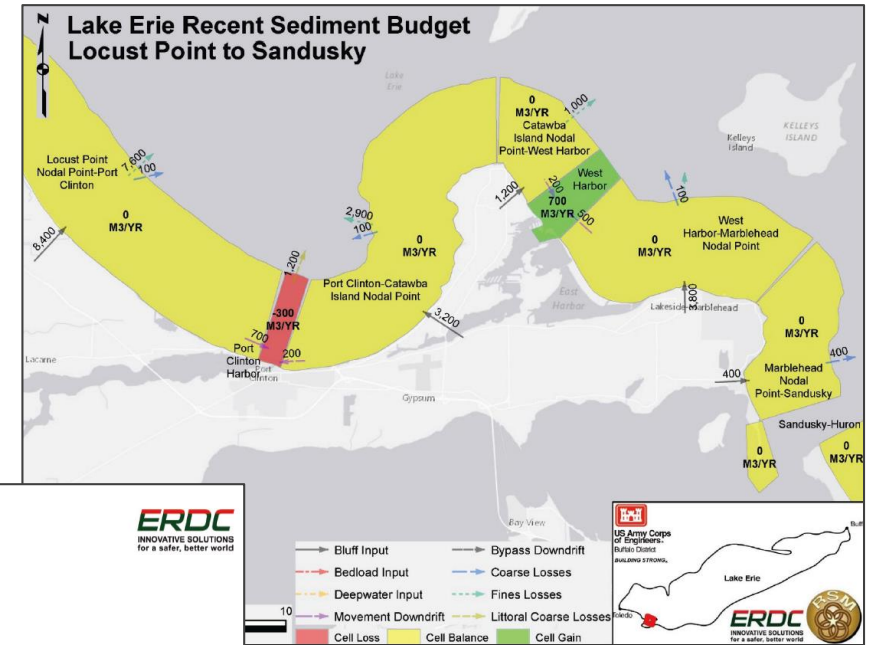 Lake Erie Recent Sediment Budget
Locust Point to Sandusky
N
Lake
Erie
0
M3/YR
Catawba
Island Nodal
Point-West Harbor
1,000
Kelleys
Island
KELLEYS
ISLAND
Locust Point
Nodal Point-Port
Clinton
7,600
100
0
M3/YR
8,400
1,200
200
West
Harbor
700
M3/YR
500
100
2,900
100
0
M3/YR
West
Harbor-Marblehead
Nodal Point
0
M3/YR
1,200
Port Clinton-Catawba
Island Nodal Point
East
Harbor
3,800
Lakeside Marblehead
-300
M3/YR
3,200
0
M3/YR
700
200
Port
Clinton
Harbor
Port
Clinton
Lacarne
400
400
Marblehead
Nodal
Point-Sandusky
Gypsum
Sandusky-Huron
0
M3/YR
0
M3/YR
Bay View
ERDC
INNOVATIVE SOLUTIONS
for a safer, better world
10
Bluff Input
Bypass Downdrift
Bedload Input
Coarse Losses
Deepwater Input
Fines Losses
Movement Downdrift
Littoral Coarse Losses
Cell Loss
Cell Balance
Cell Gain
US Army Corps
of Engineers.
Buffalo District
BUILDING STRONG.
Lake Erie
Toledo
ERDC
INNOVATIVE SOLUTIONS
for a safer, better world
RSM